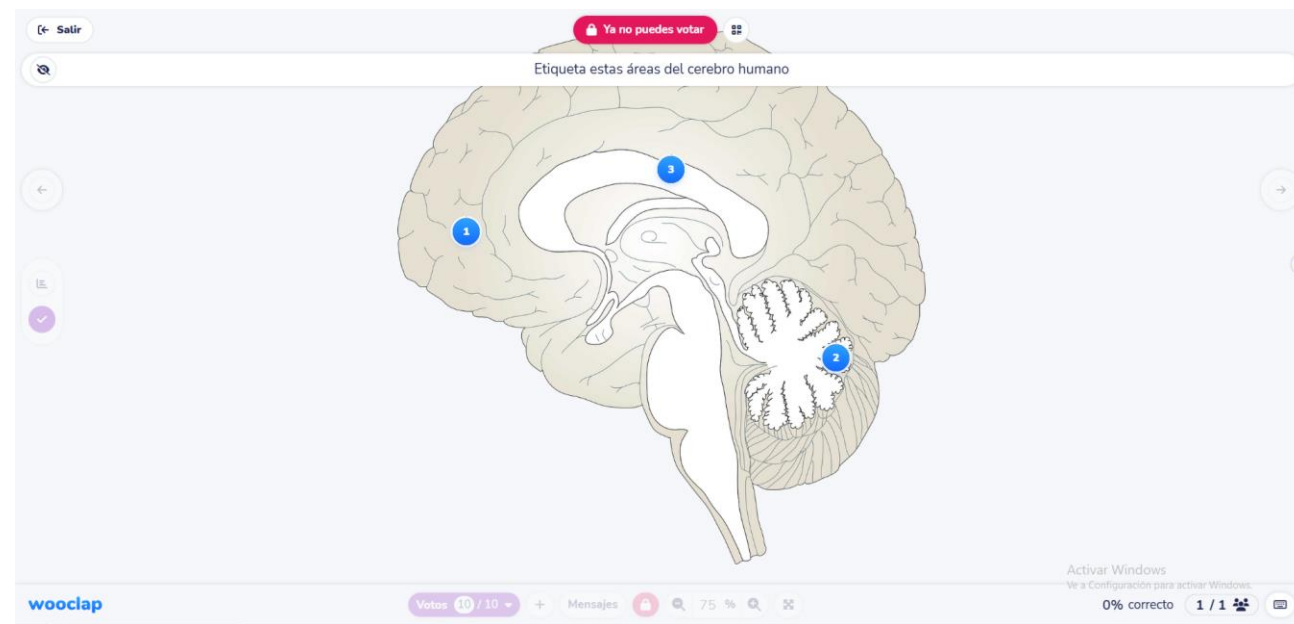 Salir
Ya no puedes votar
Etiqueta estas áreas del cerebro humano
3
1
2
Activar Windows
Ve a Configuración para activar Windows.
wooclap
Votos 10 / 10
+
Mensajes
75 %
0% correcto
1 / 1